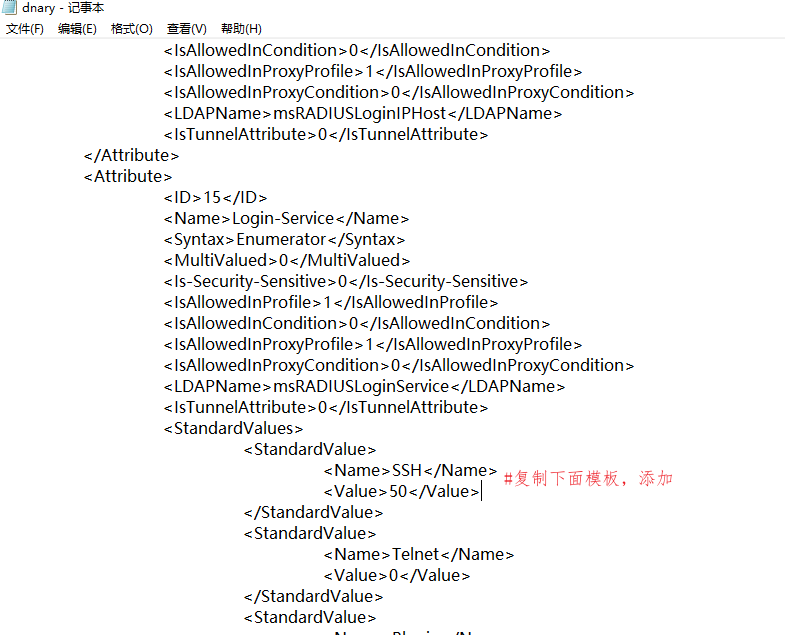 dnary - 记事本
文件(F) 编辑(E) 格式(O) 查看(V) 帮助(H)
<IsAllowedInCondition>0</IsAllowedInCondition>
<IsAllowedInProxyProfile>1</IsAllowedInProxyProfile>
<IsAllowedInProxyCondition>0</IsAllowedInProxyCondition>
<LDAPName>msRADIUSLoginIPHost</LDAPName>
<IsTunnelAttribute>0</IsTunnelAttribute>
</Attribute>
<Attribute>
<ID>15</ID>
<Name>Login-Service</Name>
<Syntax>Enumerator</Syntax>
<MultiValued>0</MultiValued>
<Is-Security-Sensitive>0</Is-Security-Sensitive>
<IsAllowedInProfile>1</IsAllowedInProfile>
<IsAllowedInCondition>0</IsAllowedInCondition>
<IsAllowedInProxyProfile>1</IsAllowedInProxyProfile>
<IsAllowedInProxyCondition>0</IsAllowedInProxyCondition>
<LDAPName>msRADIUSLoginService</LDAPName>
<IsTunnelAttribute>0</IsTunnelAttribute>
<StandardValues>
<StandardValue>
<Name>SSH</Name>
#复制下面模板，添加
<Value>50</Value>
</StandardValue>
<StandardValue>
<Name>Telnet</Name>
<Value>0</Value>
</StandardValue>
<StandardValue>